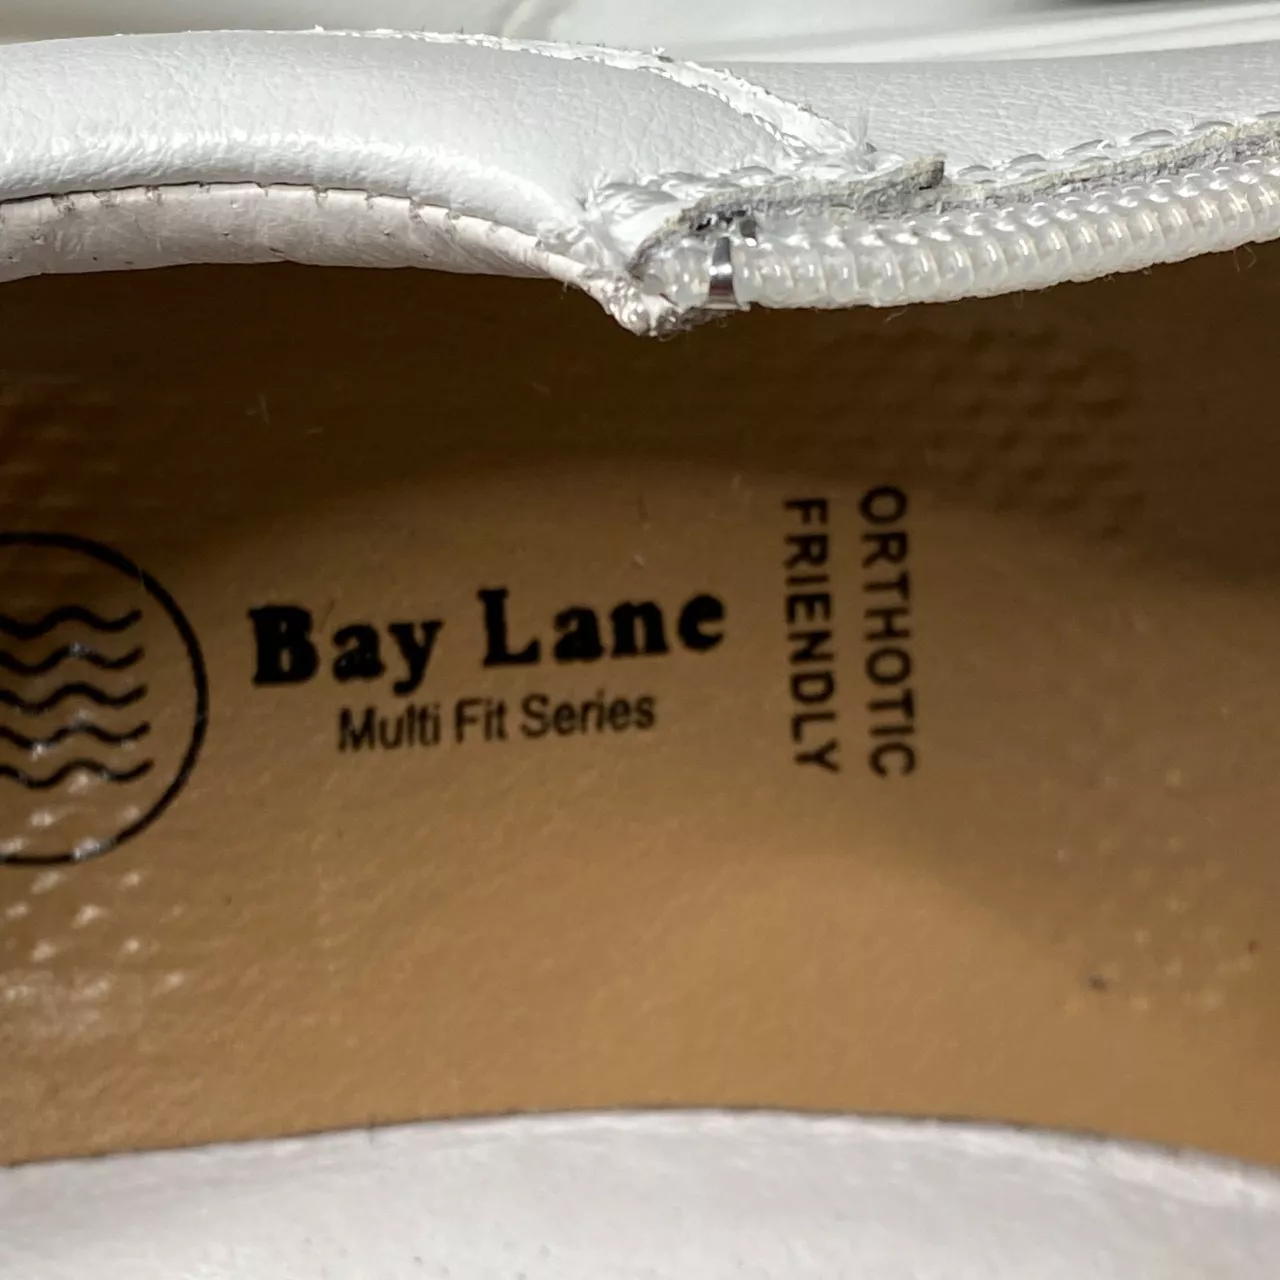 Bay Lane
Multi Fit Series
ORTHOTIC
FRIENDLY